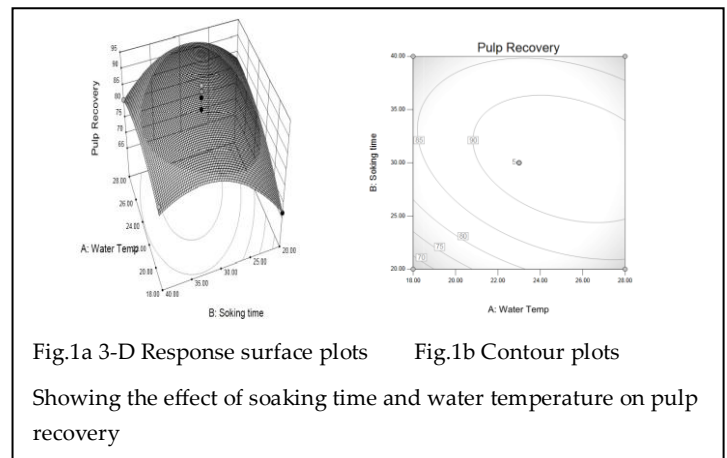 95
90
85
80
75
70
65
Pulp Recovery
28.00
26.00
24.00
22.00
20.00
18.00
A: Water Temp
40.00
35.00
30.00
25.00
20.00
B: Soking time
Pulp Recovery
40.00
35.00
30.00
25.00
20.00
B: Soking time
85
90
5
80
75
70
18.00 20.00 22.00 24.00 26.00 28.00
A: Water Temp
Fig.1a 3-D Response surface plots Fig.1b Contour plots
Showing the effect of soaking time and water temperature on pulp
recovery